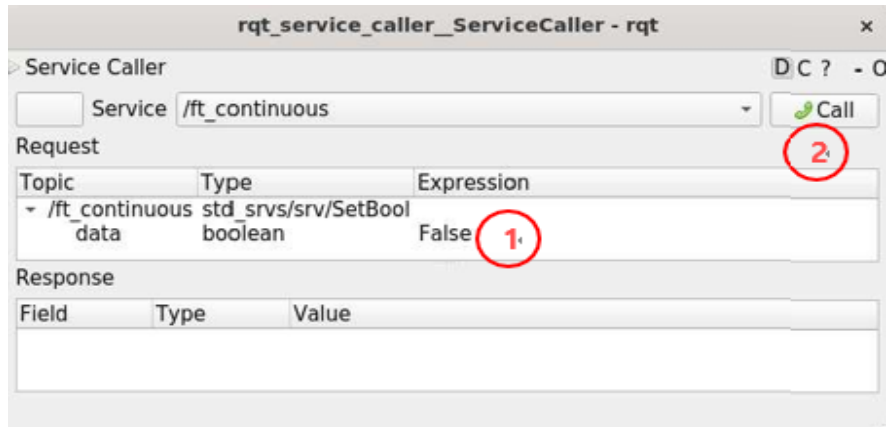 rqt_service_caller__ServiceCaller - rqt ×
Service Caller D C ? - O
Service /ft_continuous Call
Request
2
Topic Type Expression
/ft_continuous std_srvs/srv/SetBool
data boolean False 1
Response
Field Type Value